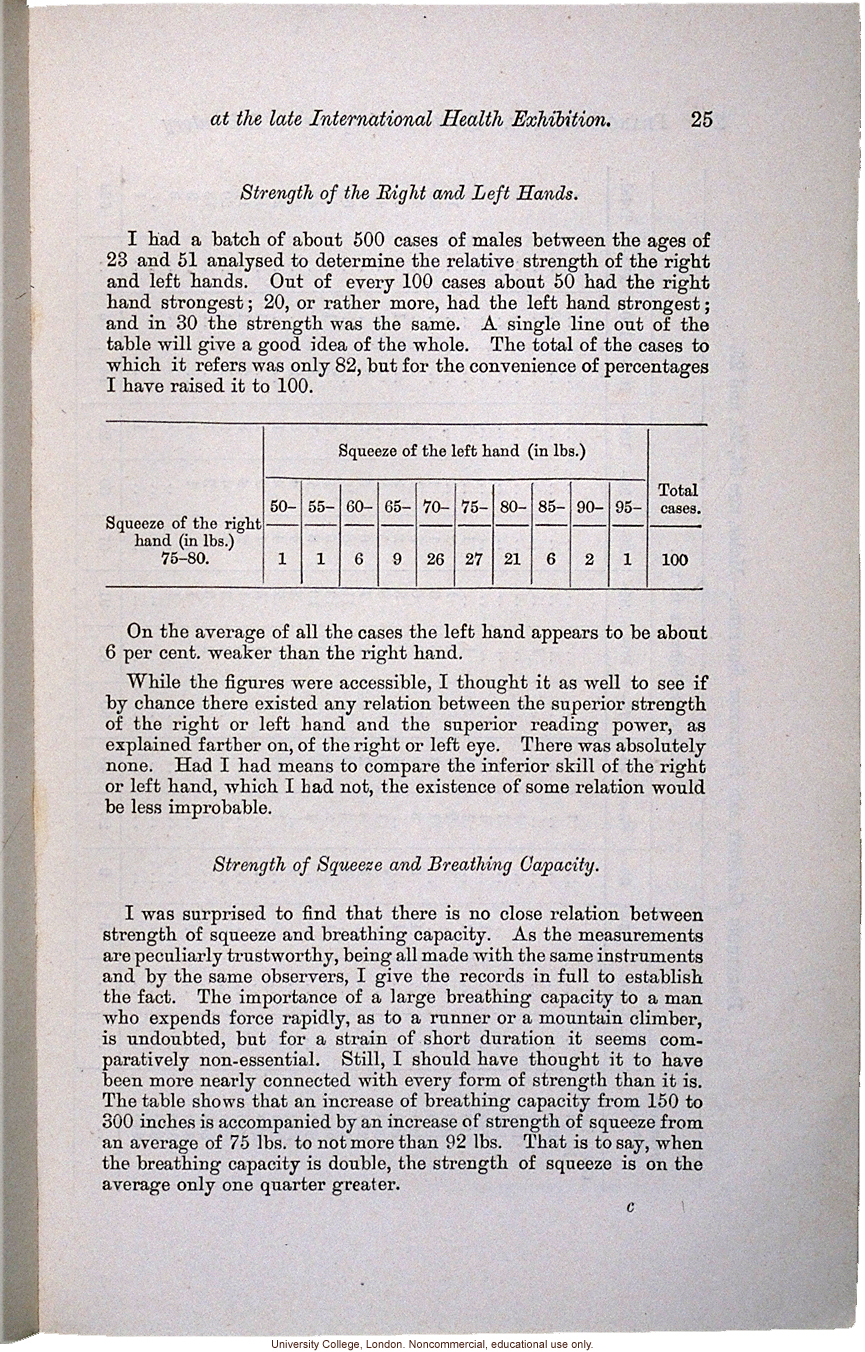 at the late International Health Exhibition. 25
Strength of the Right and Left Hands.
I had a batch of about 500 cases of males between the ages of
23 and 51 analysed to determine the relative strength of the right
and left hands. Out of every 100 cases about 50 had the right
hand strongest; 20, or rather more, had the left hand strongest;
and in 30 the strength was the same. A single line out of the
table will give a good idea of the whole. The total of the cases to
which it refers was only 82, but for the convenience of percentages
I have raised it to 100.
Squeeze of the left hand (in lbs.)
Total
cases.
50– 55– 60– 65– 70– 75– 80– 85– 90– 95–
Squeeze of the right
hand (in lbs.)
75–80. 1 1 6 9 26 27 21 6 2 1 100
On the average of all the cases the left hand appears to be about
6 per cent. weaker than the right hand.
While the figures were accessible, I thought it as well to see if
by chance there existed any relation between the superior strength
of the right or left hand and the superior reading power, as
explained farther on, of the right or left eye. There was absolutely
none. Had I had means to compare the inferior skill of the right
or left hand, which I had not, the existence of some relation would
be less improbable.
Strength of Squeeze and Breathing Capacity.
I was surprised to find that there is no close relation between
strength of squeeze and breathing capacity. As the measurements
are peculiarly trustworthy, being all made with the same instruments
and by the same observers, I give the records in full to establish
the fact. The importance of a large breathing capacity to a man
who expends force rapidly, as to a runner or a mountain climber,
is undoubted, but for a strain of short duration it seems com-
paratively non-essential. Still, I should have thought it to have
been more nearly connected with every form of strength than it is.
The table shows that an increase of breathing capacity from 150 to
300 inches is accompanied by an increase of strength of squeeze from
an average of 75 lbs. to not more than 92 lbs. That is to say, when
the breathing capacity is double, the strength of squeeze is on the
average only one quarter greater.
c
University College, London. Noncommercial, educational use only.